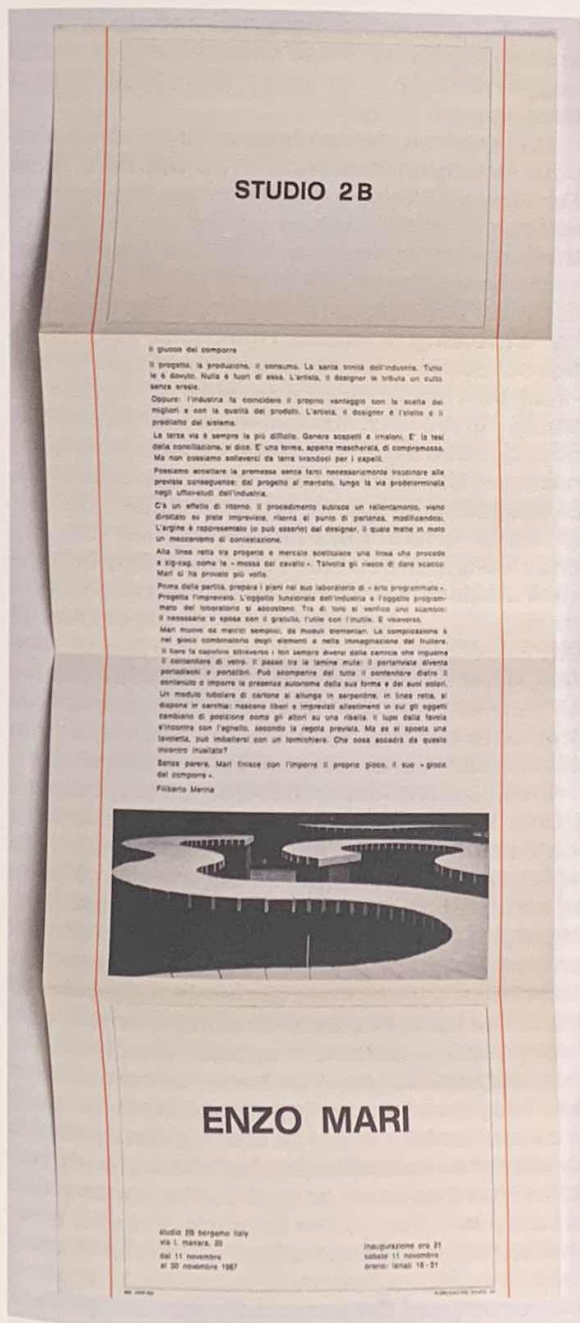 STUDIO 2B
Il giuoco del comporre
Il progetto, la produzione, il consumo. La santa trinità dell'industria. Tutto
le è dovuto. Nulla è fuori di essa. L'artista, il designer le tributa un culto
senza eresie.
Oppure: l'industria fa coincidere il proprio vantaggio con la scelta dei
migliori e con la qualità dei prodotti. L'artista, il designer è l'eletto e il
prediletto del sistema.
La terza via è sempre la più difficile. Genera sospetti e irrisioni. E' la tesi
della conciliazione, si dice. E' una forma, appena mascherata, di compromesso.
Ma non possiamo sollevarci da terra tirandoci per i capelli.
Possiamo accettare la premessa senza farci necessariamente trascinare alle
previste conseguenze: dal progetto al mercato, lungo la via predeterminata
negli uffici-studi dell'industria.
C'è un effetto di ritorno. Il procedimento subisce un rallentamento, viene
dirottato su piste impreviste, ritorna al punto di partenza, modificandosi.
L'argine è rappresentato (o può esserlo) dal designer, il quale mette in moto
un meccanismo di contestazione.
Alla linea retta tra progetto e mercato sostituisce una linea che procede
a zig-zag, come la « mossa del cavallo ». Talvolta gli riesce di dare scacco.
Mari ci ha provato più volte.
Prima della partita, prepara i piani nel suo laboratorio di « arte programmata ».
Progetta l'imprevisto. L'oggetto funzionale dell'industria e l'oggetto program-
mato del laboratorio si accostano. Tra di loro si verifica uno scambio:
il necessario si sposa con il gratuito, l'utile con l'inutile. E viceversa.
Mari muove da matrici semplici, da moduli elementari. La complicazione è
nel gioco combinatorio degli elementi e nella immaginazione del fruitore.
Il fiore fa capolino attraverso i fori sempre diversi della camicia che inguaina
il contenitore di vetro. Il passo tra le lamine muta: il portariviste diventa
portadischi o portalibri. Può scomparire del tutto il contenitore dietro il
contenuto o imporre la presenza autonoma della sua forma e dei suoi colori.
Un modulo tubolare di cartone si allunga in serpentine, in linea retta, si
dispone in cerchio: nascono liberi e imprevisti allestimenti in cui gli oggetti
cambiano di posizione come gli attori su una ribalta. Il lupo della favola
s'incontra con l'agnello, secondo la regola prevista. Ma se si sposta una
tavoletta, può imbattersi con un formichiere. Che cosa accadrà da questo
incontro inusitato?
Senza parere, Mari finisce con l'imporre il proprio gioco, il suo « gioco
del comporre ».
Filiberto Menna
ENZO MARI
studio 2B bergamo italy
via l. manara, 20
dal 11 novembre
al 30 novembre 1967
inaugurazione ore 21
sabato 11 novembre
orario: feriali 16 - 21